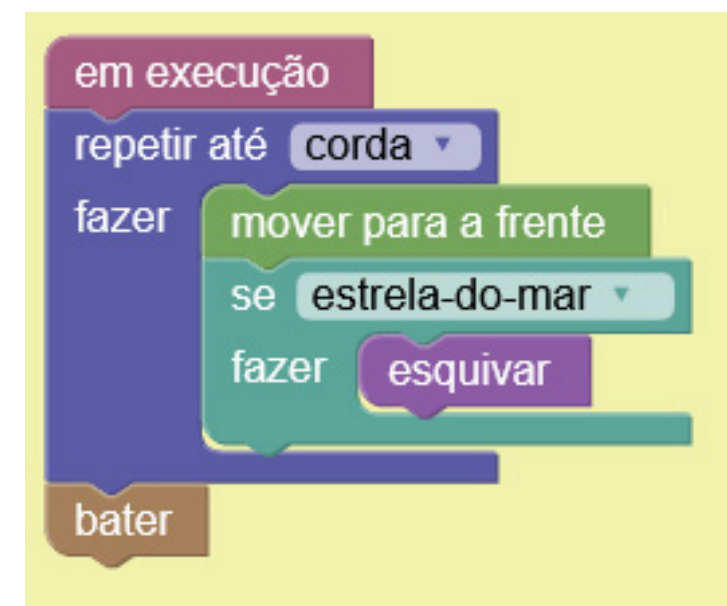 em execução
repetir até corda
fazer mover para a frente
se estrela-do-mar
fazer esquivar
bater